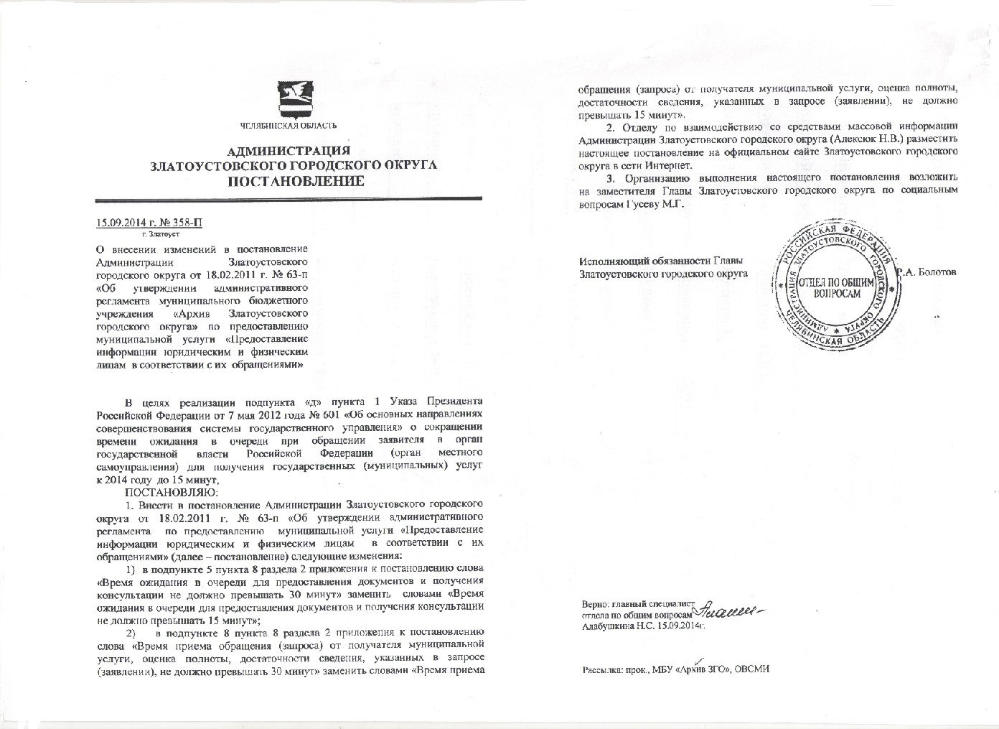 ЧЕЛЯБИНСКАЯ ОБЛАСТЬ
АДМИНИСТРАЦИЯ
ЗЛАТОУСТОВСКОГО ГОРОДСКОГО ОКРУГА
ПОСТАНОВЛЕНИЕ
15.09.2014 г. № 358-П
г. Златоуст
О внесении изменений в постановление
Администрации Златоустовского
городского округа от 18.02.2011 г. № 63-п
«Об утверждении административного
регламента муниципального бюджетного
учреждения «Архив Златоустовского
городского округа» по предоставлению
муниципальной услуги «Предоставление
информации юридическим и физическим
лицам в соответствии с их обращениями»
В целях реализации подпункта «д» пункта 1 Указа Президента
Российской Федерации от 7 мая 2012 года № 601 «Об основных направлениях
совершенствования системы государственного управления» о сокращении
времени ожидания в очереди при обращении заявителя в орган
государственной власти Российской Федерации (орган местного
самоуправления) для получения государственных (муниципальных) услуг
к 2014 году до 15 минут,
ПОСТАНОВЛЯЮ:
1. Внести в постановление Администрации Златоустовского городского
округа от 18.02.2011 г. № 63-п «Об утверждении административного
регламента по предоставлению муниципальной услуги «Предоставление
информации юридическим и физическим лицам в соответствии с их
обращениями» (далее – постановление) следующие изменения:
1) в подпункте 5 пункта 8 раздела 2 приложения к постановлению слова
«Время ожидания в очереди для предоставления документов и получения
консультации не должно превышать 30 минут» заменить словами «Время
ожидания в очереди для предоставления документов и получения консультации
не должно превышать 15 минут»;
2) в подпункте 8 пункта 8 раздела 2 приложения к постановлению
слова «Время приема обращения (запроса) от получателя муниципальной
услуги, оценка полноты, достаточности сведения, указанных в запросе
(заявлении), не должно превышать 30 минут» заменить словами «Время приема
обращения (запроса) от получателя муниципальной услуги, оценка полноты,
достаточности сведения, указанных в запросе (заявлении), не должно
превышать 15 минут».
2. Отделу по взаимодействию со средствами массовой информации
Администрации Златоустовского городского округа (Алексюк Н.В.) разместить
настоящее постановление на официальном сайте Златоустовского городского
округа в сети Интернет.
3. Организацию выполнения настоящего постановления возложить
на заместителя Главы Златоустовского городского округа по социальным
вопросам Гусеву М.Г.
Исполняющий обязанности Главы
Златоустовского городского округа Р.А. Болотов
РОССИЙСКАЯ ФЕДЕРАЦИЯ * ЧЕЛЯБИНСКАЯ ОБЛАСТЬ *
АДМИНИСТРАЦИЯ ЗЛАТОУСТОВСКОГО ГОРОДСКОГО ОКРУГА *
ОТДЕЛ ПО ОБЩИМ
ВОПРОСАМ
Верно: главный специалист
отдела по общим вопросам
Алабушкина Н.С. 15.09.2014г.
Рассылка: прок., МБУ «Архив ЗГО», ОВСМИ